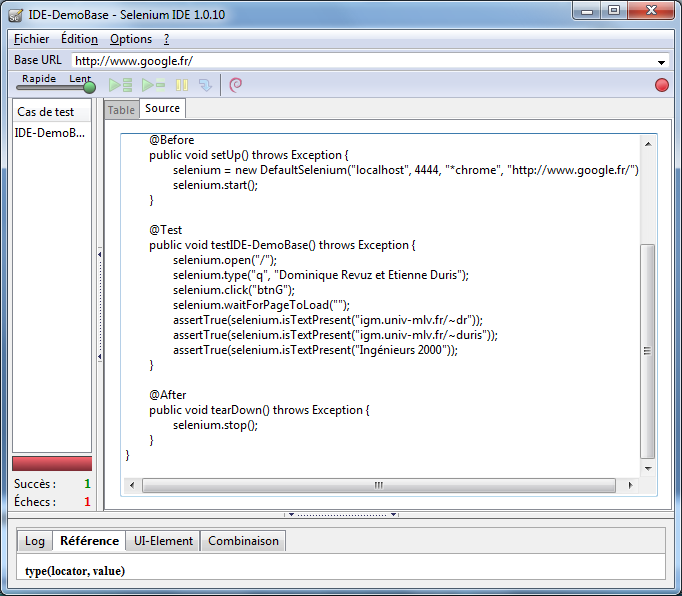 IDE-DemoBase - Selenium IDE 1.0.10
Fichier Édition Options ?
Base URL http://www.google.fr/
Rapide Lent
Cas de test
IDE-DemoB...
Table Source
@Before
public void setUp() throws Exception {
selenium = new DefaultSelenium("localhost", 4444, "*chrome", "http://www.google.fr/")
selenium.start();
}
@Test
public void testIDE-DemoBase() throws Exception {
selenium.open("/");
selenium.type("q", "Dominique Revuz et Etienne Duris");
selenium.click("btnG");
selenium.waitForPageToLoad("");
assertTrue(selenium.isTextPresent("igm.univ-mlv.fr/~dr"));
assertTrue(selenium.isTextPresent("igm.univ-mlv.fr/~duris"));
assertTrue(selenium.isTextPresent("Ingénieurs 2000"));
}
@After
public void tearDown() throws Exception {
selenium.stop();
}
}
Succès : 1
Échecs : 1
Log Référence UI-Element Combinaison
type(locator, value)